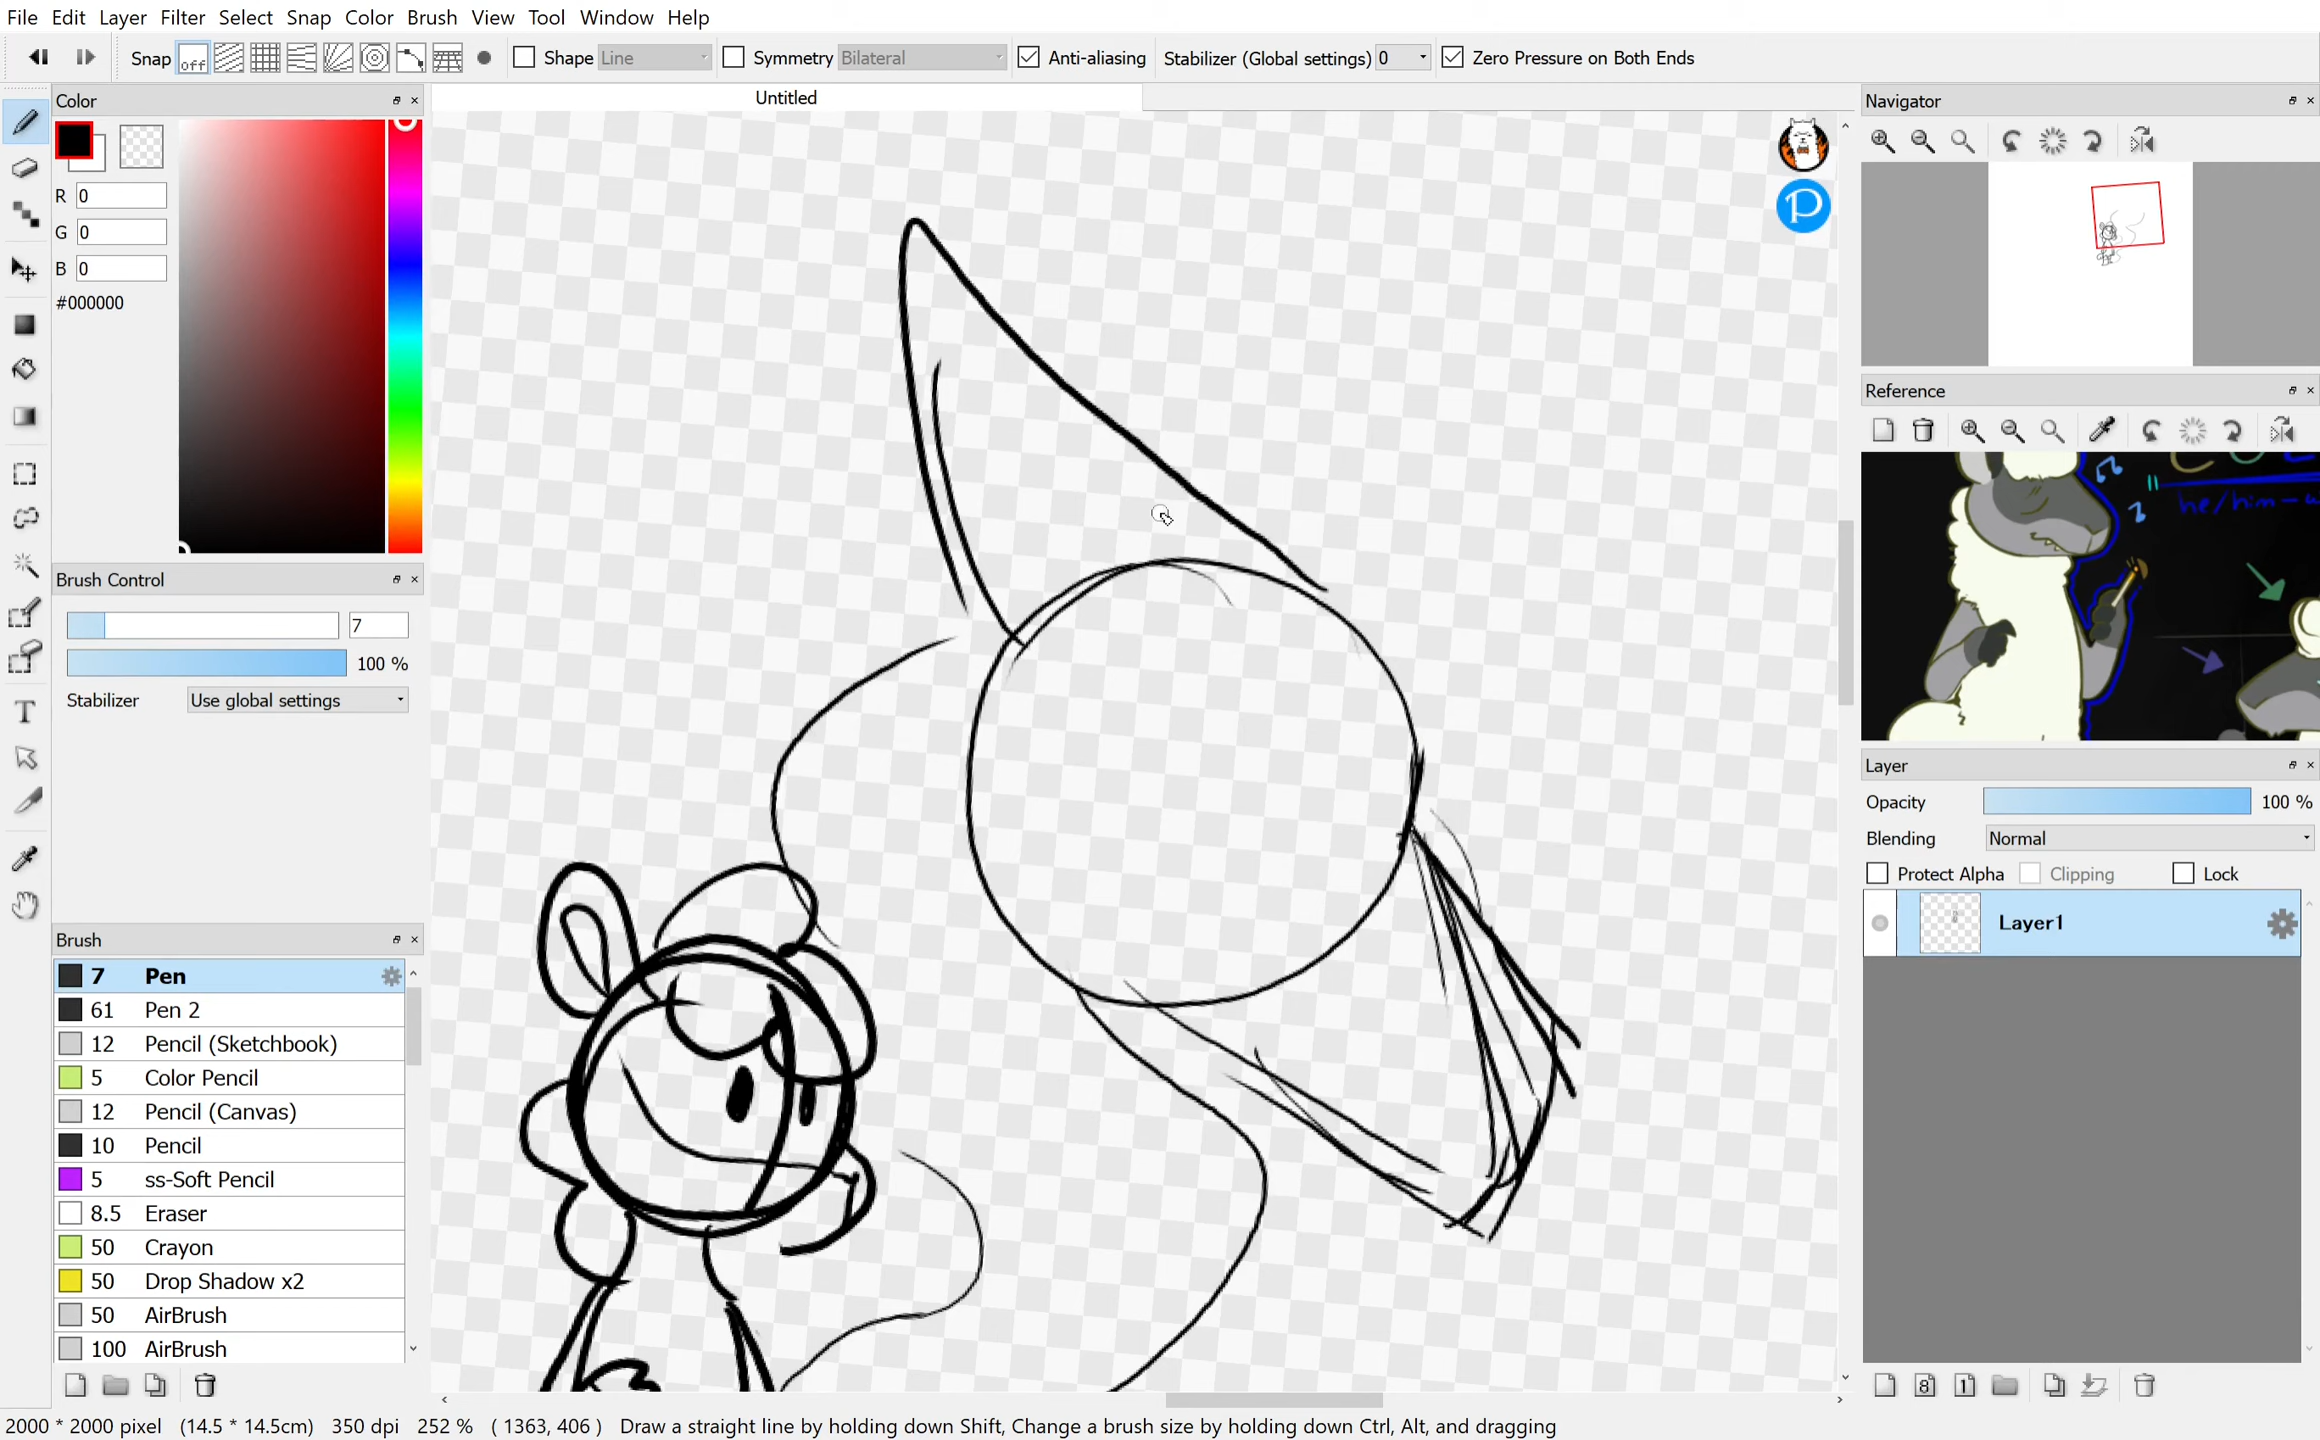 File Edit Layer Filter Select Snap Color Brush View Tool Window Help
Snap off Shape Line Symmetry Bilateral Anti-aliasing Stabilizer (Global settings) 0 Zero Pressure on Both Ends
Color
Untitled
Navigator
R 0
G 0
B 0
#000000
Reference
he/him
Brush Control
7
100 %
Stabilizer Use global settings
Layer
Opacity 100 %
Blending Normal
Protect Alpha Clipping Lock
Layer1
Brush
7 Pen
61 Pen 2
12 Pencil (Sketchbook)
5 Color Pencil
12 Pencil (Canvas)
10 Pencil
5 ss-Soft Pencil
8.5 Eraser
50 Crayon
50 Drop Shadow x2
50 AirBrush
100 AirBrush
8 1
2000 * 2000 pixel (14.5 * 14.5cm) 350 dpi 252 % ( 1363, 406 ) Draw a straight line by holding down Shift, Change a brush size by holding down Ctrl, Alt, and dragging